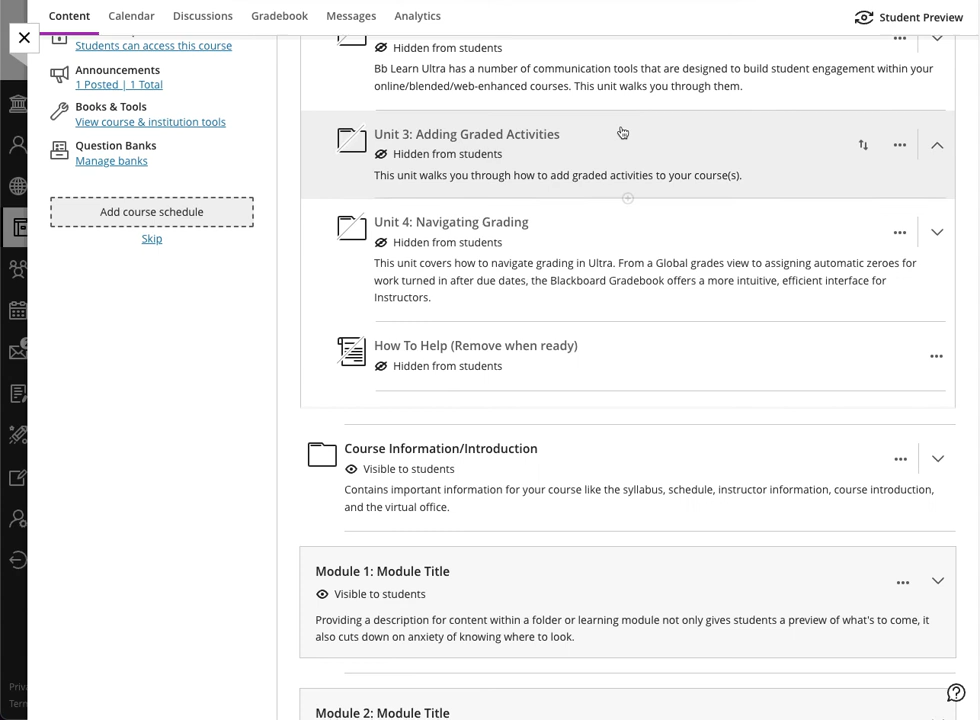 Content Calendar Discussions Gradebook Messages Analytics
Student Preview
Students can access this course
Announcements
1 Posted | 1 Total
Books & Tools
View course & institution tools
Question Banks
Manage banks
Add course schedule
Skip
Hidden from students
Bb Learn Ultra has a number of communication tools that are designed to build student engagement within your
online/blended/web-enhanced courses. This unit walks you through them.
Unit 3: Adding Graded Activities
Hidden from students
This unit walks you through how to add graded activities to your course(s).
Unit 4: Navigating Grading
Hidden from students
This unit covers how to navigate grading in Ultra. From a Global grades view to assigning automatic zeroes for
work turned in after due dates, the Blackboard Gradebook offers a more intuitive, efficient interface for
Instructors.
How To Help (Remove when ready)
Hidden from students
Course Information/Introduction
Visible to students
Contains important information for your course like the syllabus, schedule, instructor information, course introduction,
and the virtual office.
Module 1: Module Title
Visible to students
Providing a description for content within a folder or learning module not only gives students a preview of what's to come, it
also cuts down on anxiety of knowing where to look.
Module 2: Module Title